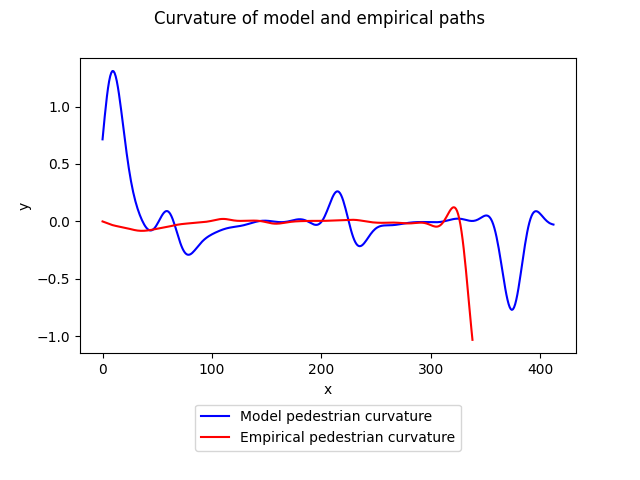 Curvature of model and empirical paths
1.0
0.5
0.0
−0.5
−1.0
y
0 100 200 300 400
x
Model pedestrian curvature
Empirical pedestrian curvature